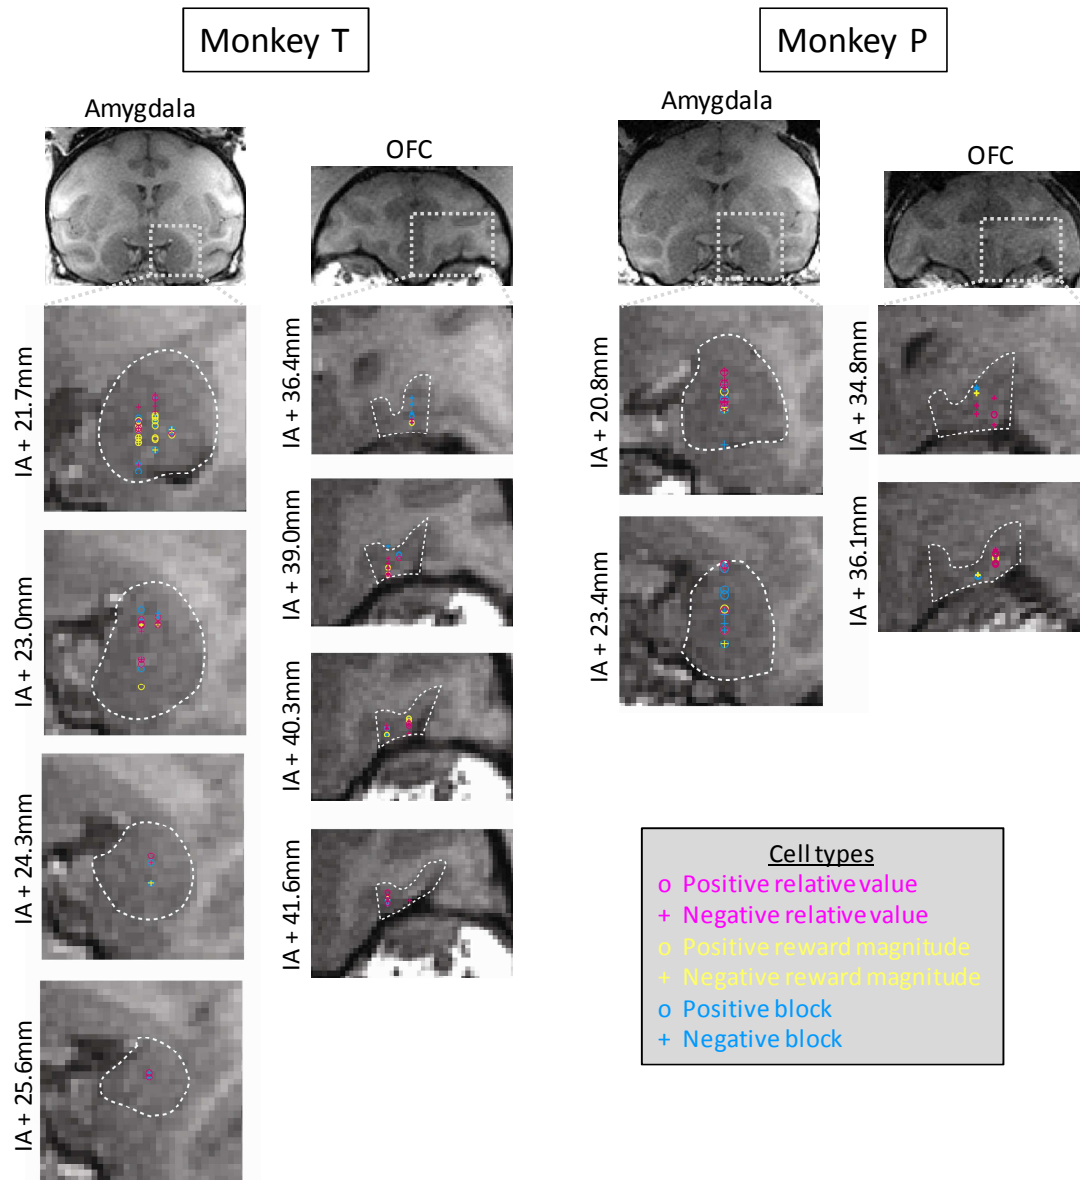 Monkey T
Amygdala
OFC
IA + 21.7mm
IA + 23.0mm
IA + 24.3mm
IA + 25.6mm
IA + 36.4mm
IA + 39.0mm
IA + 40.3mm
IA + 41.6mm
Monkey P
Amygdala
OFC
IA + 20.8mm
IA + 23.4mm
IA + 34.8mm
IA + 36.1mm
Cell types
o Positive relative value
+ Negative relative value
o Positive reward magnitude
+ Negative reward magnitude
o Positive block
+ Negative block